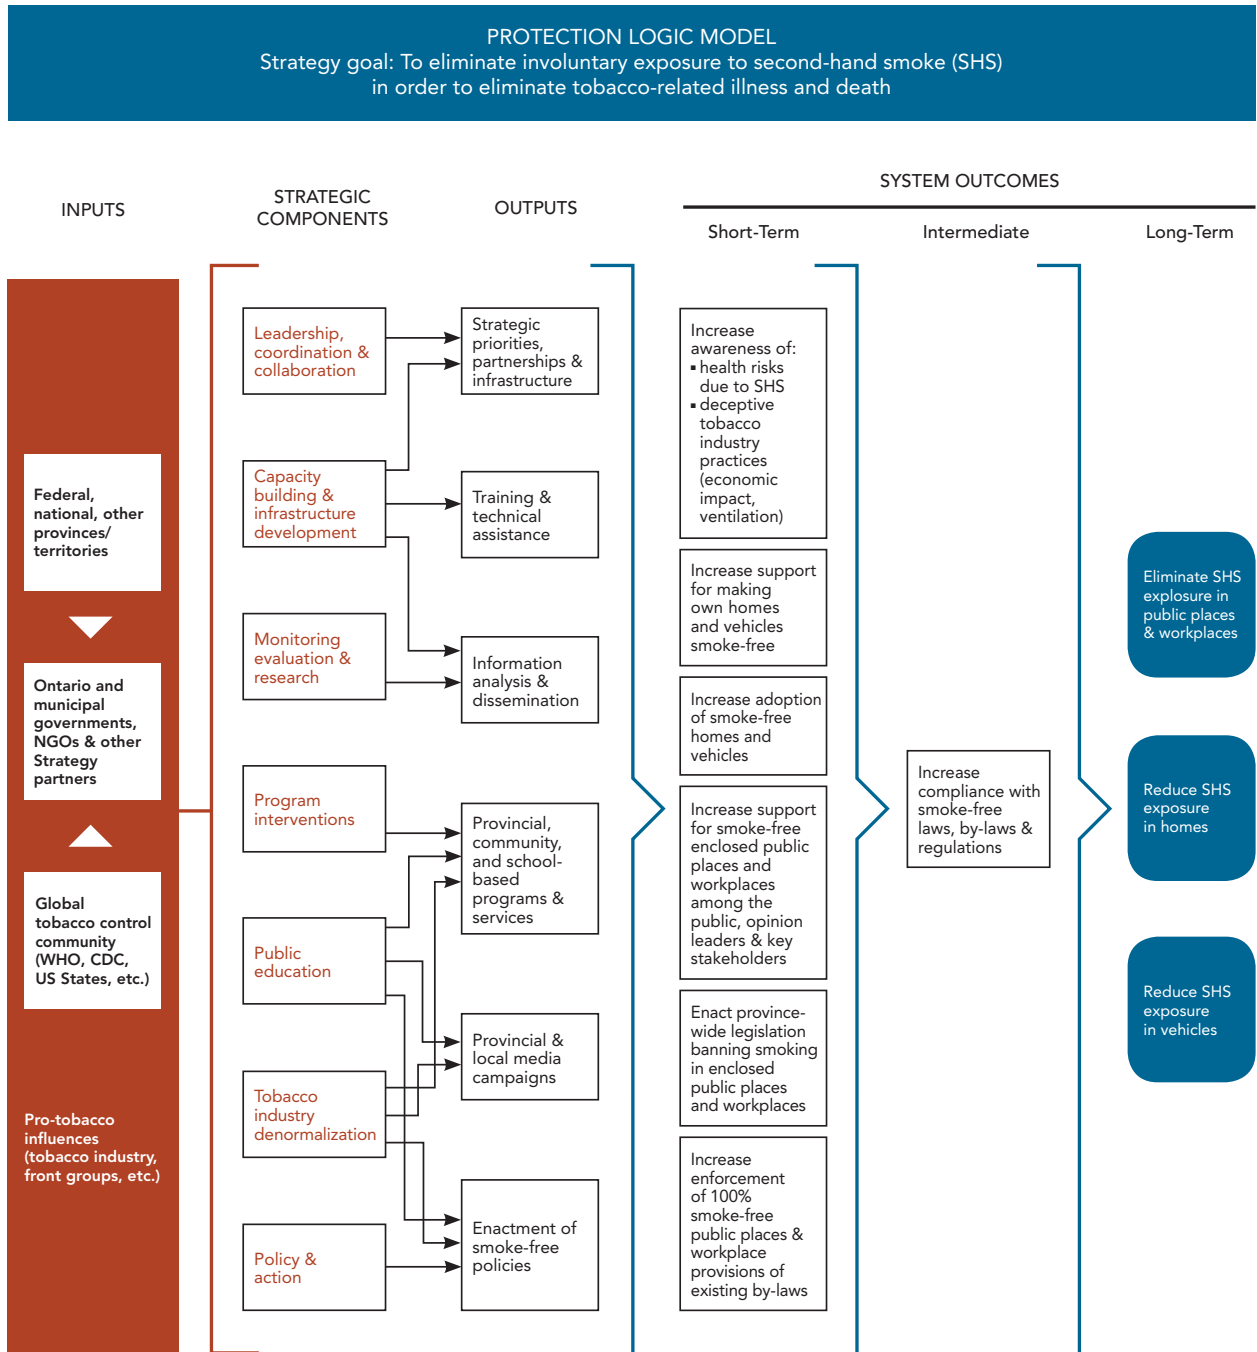 PROTECTION LOGIC MODEL
Strategy goal: To eliminate involuntary exposure to second-hand smoke (SHS)
in order to eliminate tobacco-related illness and death
INPUTS
STRATEGIC
COMPONENTS
OUTPUTS
SYSTEM OUTCOMES
Short-Term
Intermediate
Long-Term
Federal,
national, other
provinces/
territories
Ontario and
municipal
governments,
NGOs & other
Strategy
partners
Global
tobacco control
community
(WHO, CDC,
US States, etc.)
Pro-tobacco
influences
(tobacco industry,
front groups, etc.)
Leadership,
coordination &
collaboration
Capacity
building &
infrastructure
development
Monitoring
evaluation &
research
Program
interventions
Public
education
Tobacco
industry
denormalization
Policy &
action
Strategic
priorities,
partnerships &
infrastructure
Training &
technical
assistance
Information
analysis &
dissemination
Provincial,
community,
and school-
based
programs &
services
Provincial &
local media
campaigns
Enactment of
smoke-free
policies
Increase
awareness of:
▪ health risks
due to SHS
▪ deceptive
tobacco
industry
practices
(economic
impact,
ventilation)
Increase support
for making
own homes
and vehicles
smoke-free
Increase adoption
of smoke-free
homes and
vehicles
Increase support
for smoke-free
enclosed public
places and
workplaces
among the
public, opinion
leaders & key
stakeholders
Enact province-
wide legislation
banning smoking
in enclosed
public places
and workplaces
Increase
enforcement
of 100%
smoke-free
public places &
workplace
provisions of
existing by-laws
Increase
compliance with
smoke-free
laws, by-laws &
regulations
Eliminate SHS
explosure in
public places
& workplaces
Reduce SHS
exposure
in homes
Reduce SHS
exposure
in vehicles